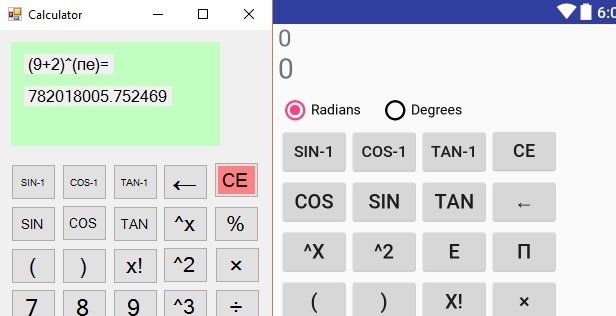 Calculator
(9+2)^(πe)=
782018005.752469
SIN-1 COS-1 TAN-1 ← CE
SIN COS TAN ^x %
( ) x! ^2 ×
7 8 9 ^3 ÷
6:0
0
0
Radians Degrees
SIN-1 COS-1 TAN-1 CE
COS SIN TAN ←
^X ^2 E Π
( ) X! ×